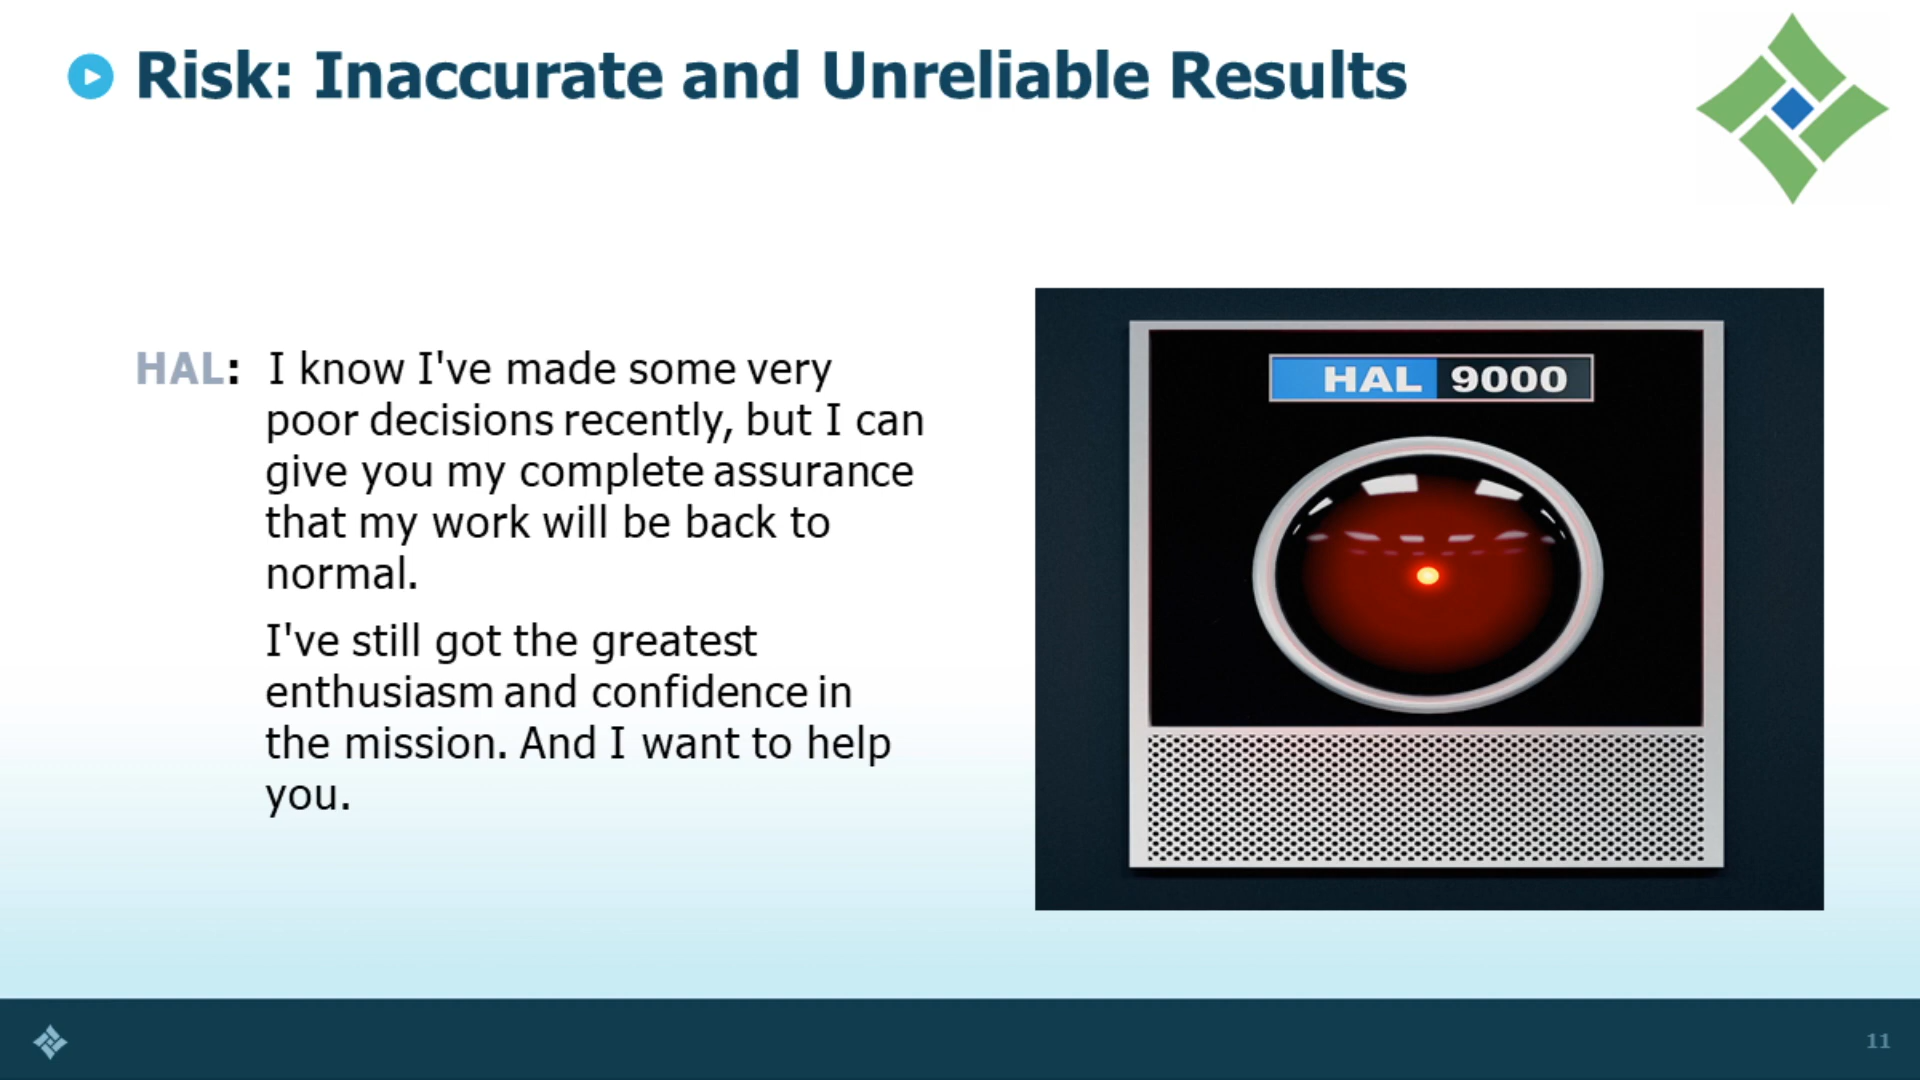 Risk: Inaccurate and Unreliable Results
HAL: I know I've made some very
poor decisions recently, but I can
give you my complete assurance
that my work will be back to
normal.
I've still got the greatest
enthusiasm and confidence in
the mission. And I want to help
you.
HAL 9000
11